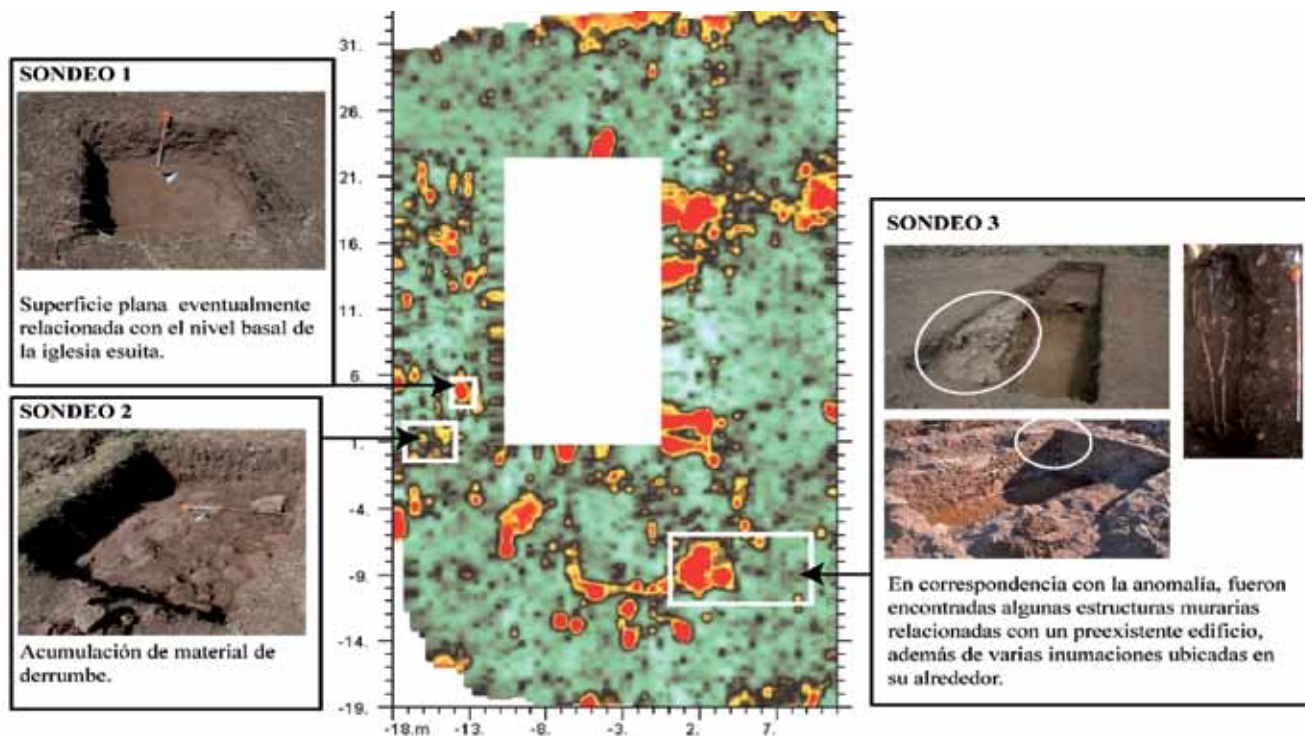 SONDEO 1
Superficie plana eventualmente
relacionada con el nivel basal de
la iglesia esuita.
SONDEO 2
Acumulación de material de
derrumbe.
31.
26.
21.
16.
11.
6.
1.
-4.
-9.
-14.
-19.
-18.m
-13.
-8.
-3.
2.
7.
SONDEO 3
En correspondencia con la anomalía, fueron
encontradas algunas estructuras murarias
relacionadas con un preexistente edificio,
además de varias inumaciones ubicadas en
su alrededor.